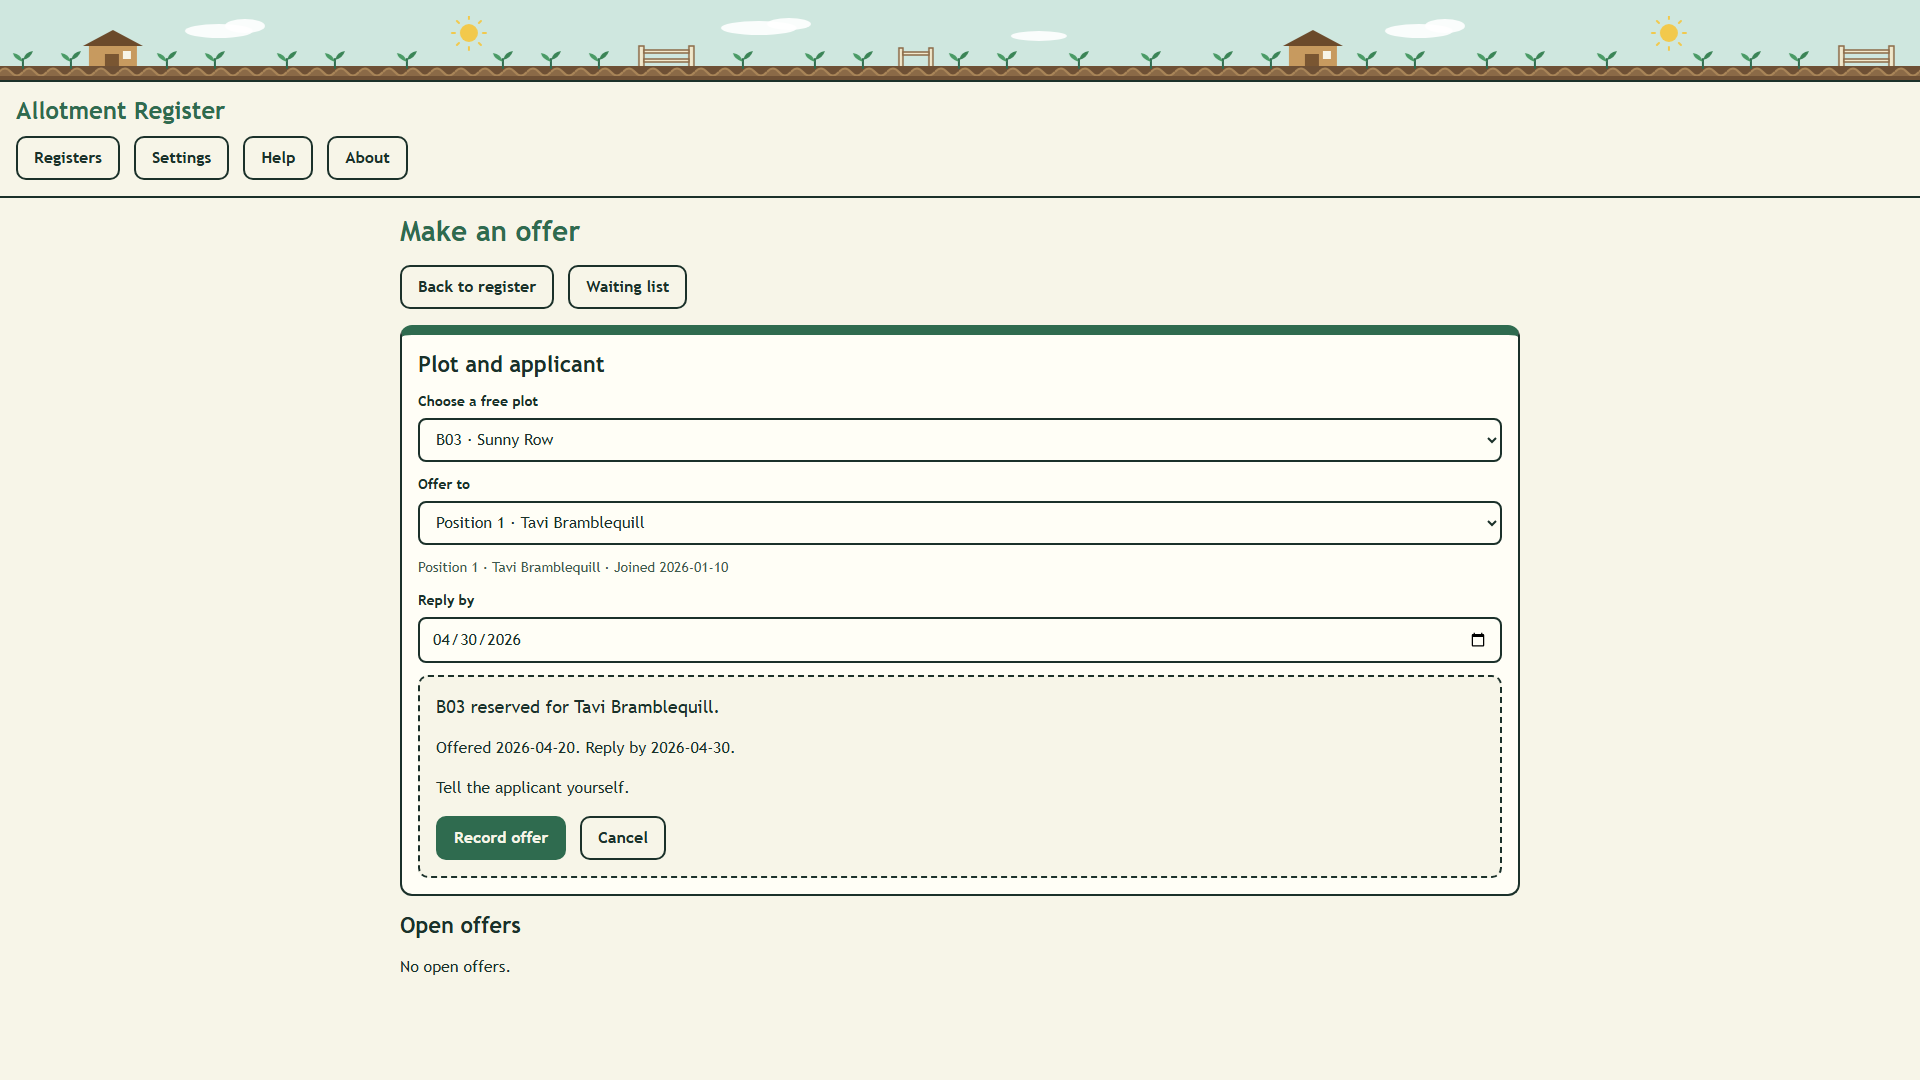 Allotment Register
Registers Settings Help About
Make an offer
Back to register Waiting list
Plot and applicant
Choose a free plot
B03 · Sunny Row
Offer to
Position 1 · Tavi Bramblequill
Position 1 · Tavi Bramblequill · Joined 2026-01-10
Reply by
04/30/2026
B03 reserved for Tavi Bramblequill.
Offered 2026-04-20. Reply by 2026-04-30.
Tell the applicant yourself.
Record offer Cancel
Open offers
No open offers.